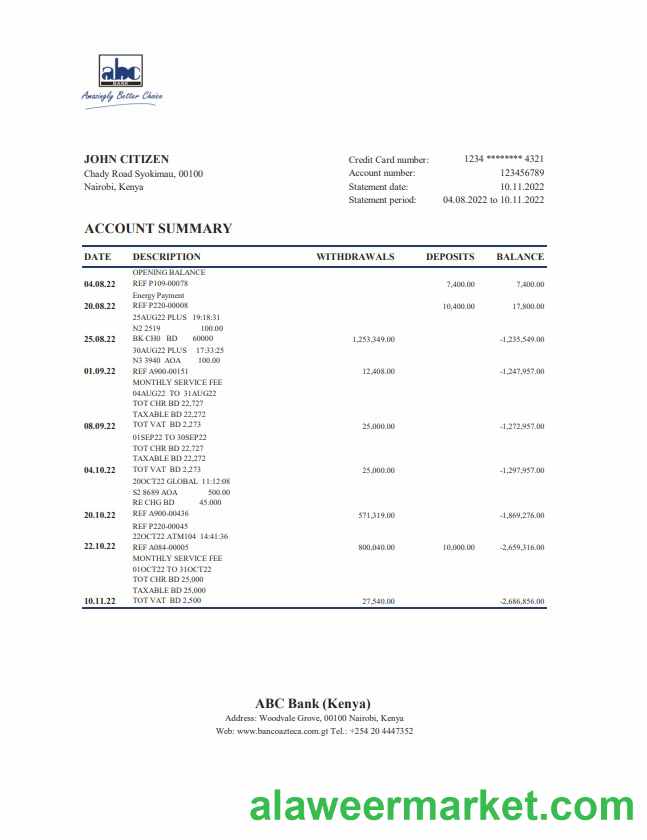 abc
BANK
Amazingly Better Choice
JOHN CITIZEN
Chady Road Syokimau, 00100
Nairobi, Kenya
Credit Card number: 1234 ******** 4321
Account number: 123456789
Statement date: 10.11.2022
Statement period: 04.08.2022 to 10.11.2022
ACCOUNT SUMMARY
DATE DESCRIPTION WITHDRAWALS DEPOSITS BALANCE
OPENING BALANCE
04.08.22 REF P109-00078 7,400.00 7,400.00
Energy Payment
20.08.22 REF P220-00008 10,400.00 17,800.00
25AUG22 PLUS 19:18:31
N2 2519 100.00
25.08.22 BK CH0 BD 60000 1,253,349.00 -1,235,549.00
30AUG22 PLUS 17:33:25
N3 3940 AOA 100.00
01.09.22 REF A900-00151 12,408.00 -1,247,957.00
MONTHLY SERVICE FEE
04AUG22 TO 31AUG22
TOT CHR BD 22,727
TAXABLE BD 22,272
08.09.22 TOT VAT BD 2,273 25,000.00 -1,272,957.00
01SEP22 TO 30SEP22
TOT CHR BD 22,727
TAXABLE BD 22,272
04.10.22 TOT VAT BD 2,273 25,000.00 -1,297,957.00
20OCT22 GLOBAL 11:12:08
S2 8689 AOA 500.00
RE CHG BD 45.000
20.10.22 REF A900-00436 571,319.00 -1,869,276.00
REF P220-00045
22OCT22 ATM104 14:41:36
22.10.22 REF A084-00005 800,040.00 10,000.00 -2,659,316.00
MONTHLY SERVICE FEE
01OCT22 TO 31OCT22
TOT CHR BD 25,000
TAXABLE BD 25,000
10.11.22 TOT VAT BD 2,500 27,540.00 -2,686,856.00
ABC Bank (Kenya)
Address: Woodvale Grove, 00100 Nairobi, Kenya
Web: www.bancoazteca.com.gt Tel.: +254 20 4447352
alaweermarket.com